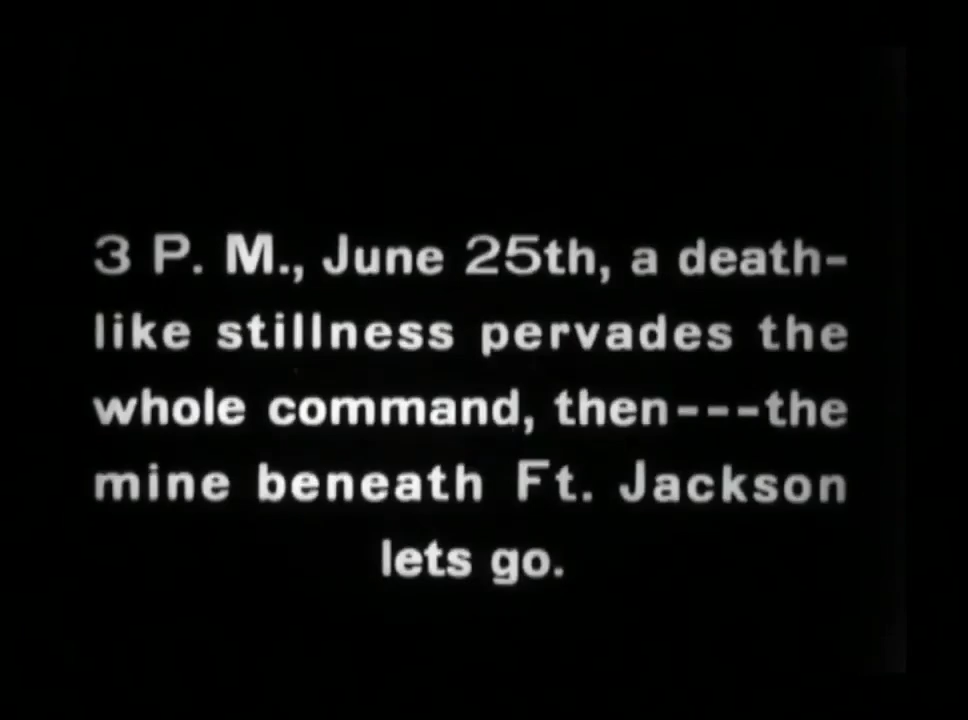 3 P. M., June 25th, a death-
like stillness pervades the
whole command, then---the
mine beneath Ft. Jackson
lets go.